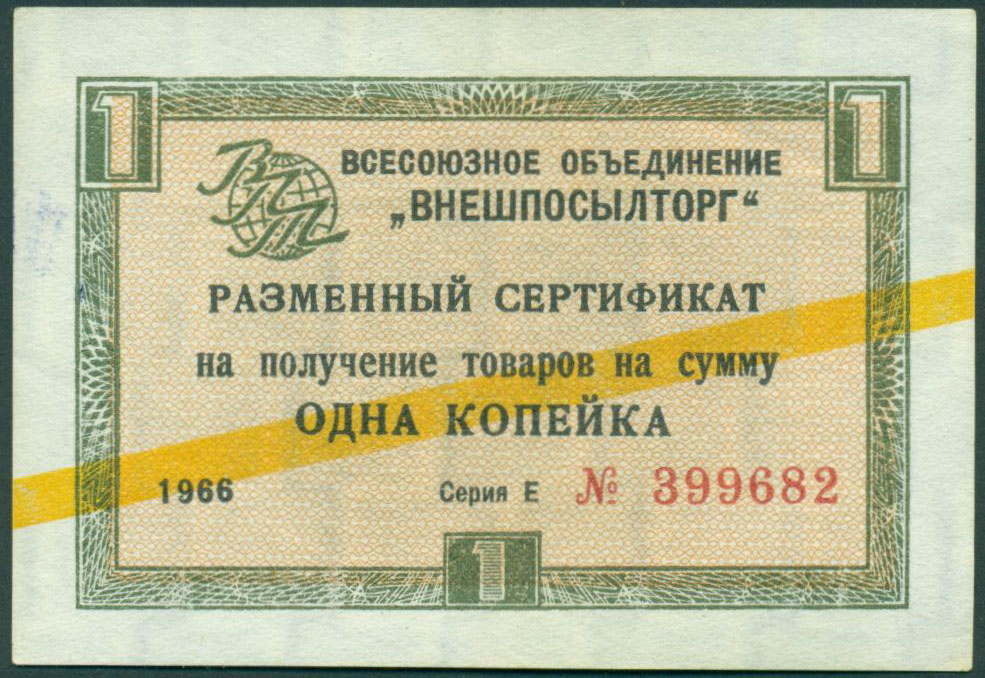 1 1
ВПТ
ВСЕСОЮЗНОЕ ОБЪЕДИНЕНИЕ
„ВНЕШПОСЫЛТОРГ“
РАЗМЕННЫЙ СЕРТИФИКАТ
на получение товаров на сумму
ОДНА КОПЕЙКА
1966 Серия Е № 399682
1